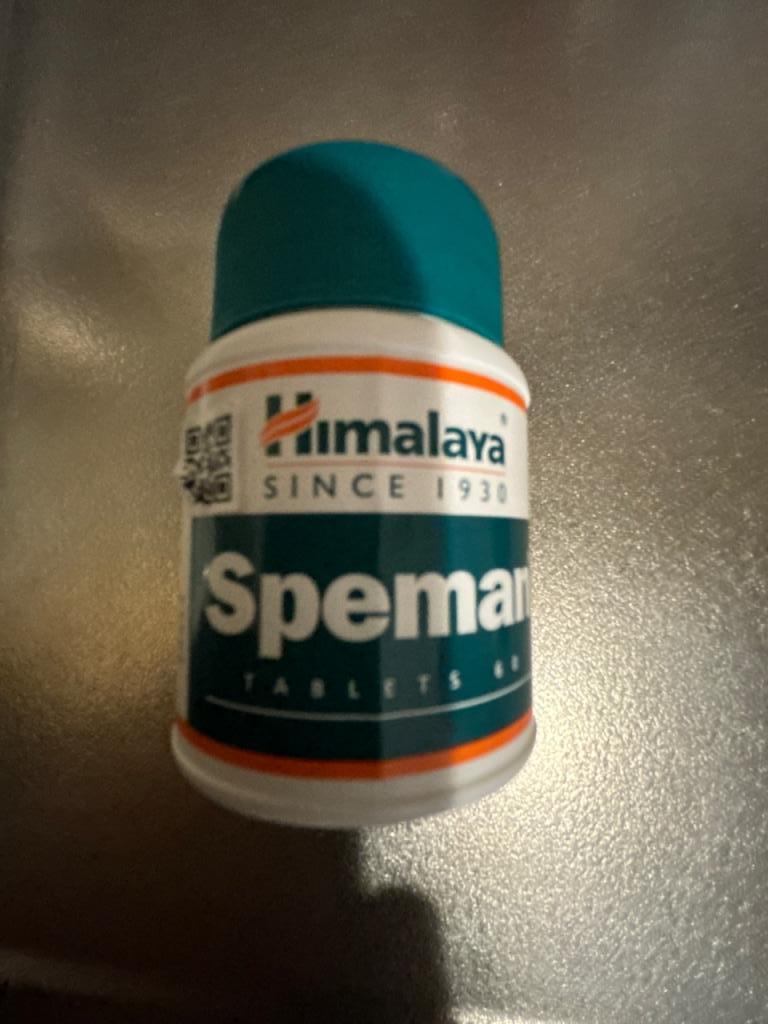 Himalaya®
SINCE 1930
Speman
TABLETS 60